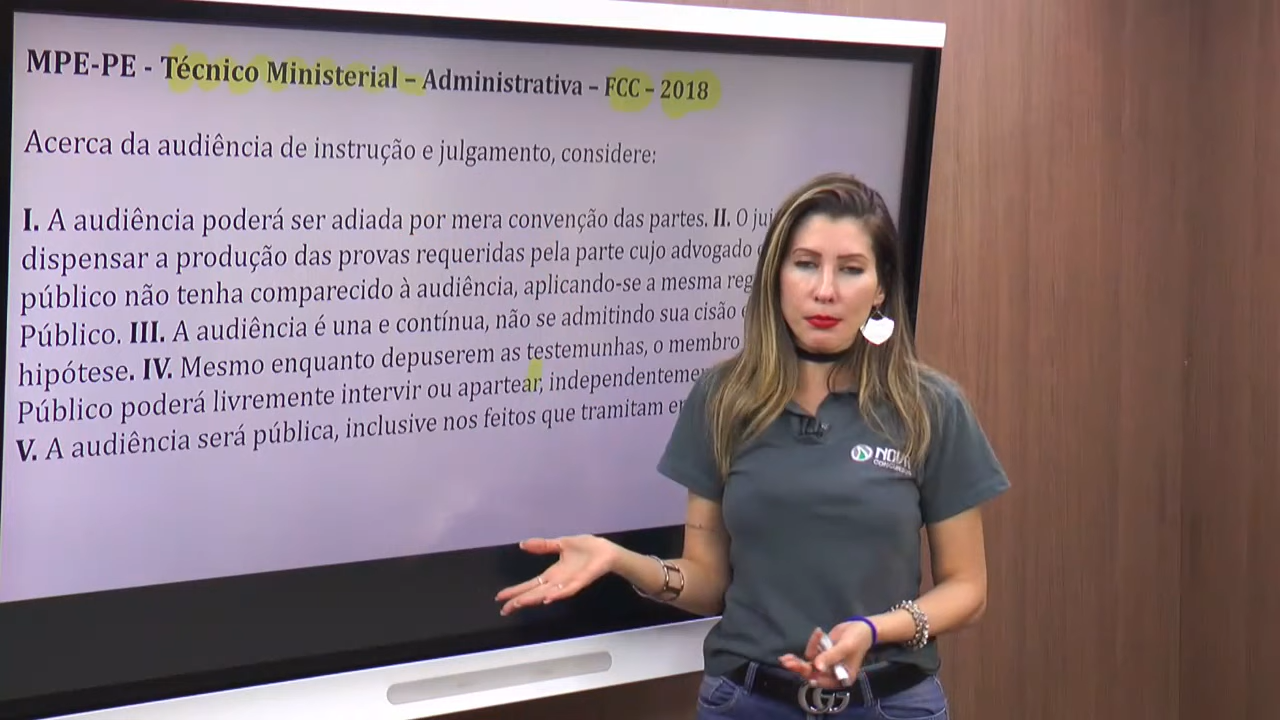 MPE-PE - Técnico Ministerial – Administrativa – FCC – 2018
Acerca da audiência de instrução e julgamento, considere:
I. A audiência poderá ser adiada por mera convenção das partes. II. O
dispensar a produção das provas requeridas pela parte cujo advogado
público não tenha comparecido à audiência, aplicando-se a mesma
Público. III. A audiência é una e contínua, não se admitindo sua cisão
hipótese. IV. Mesmo enquanto depuserem as testemunhas, o membro
Público poderá livremente intervir ou apartear,
V. A audiência será pública, inclusive nos feitos que tramitam